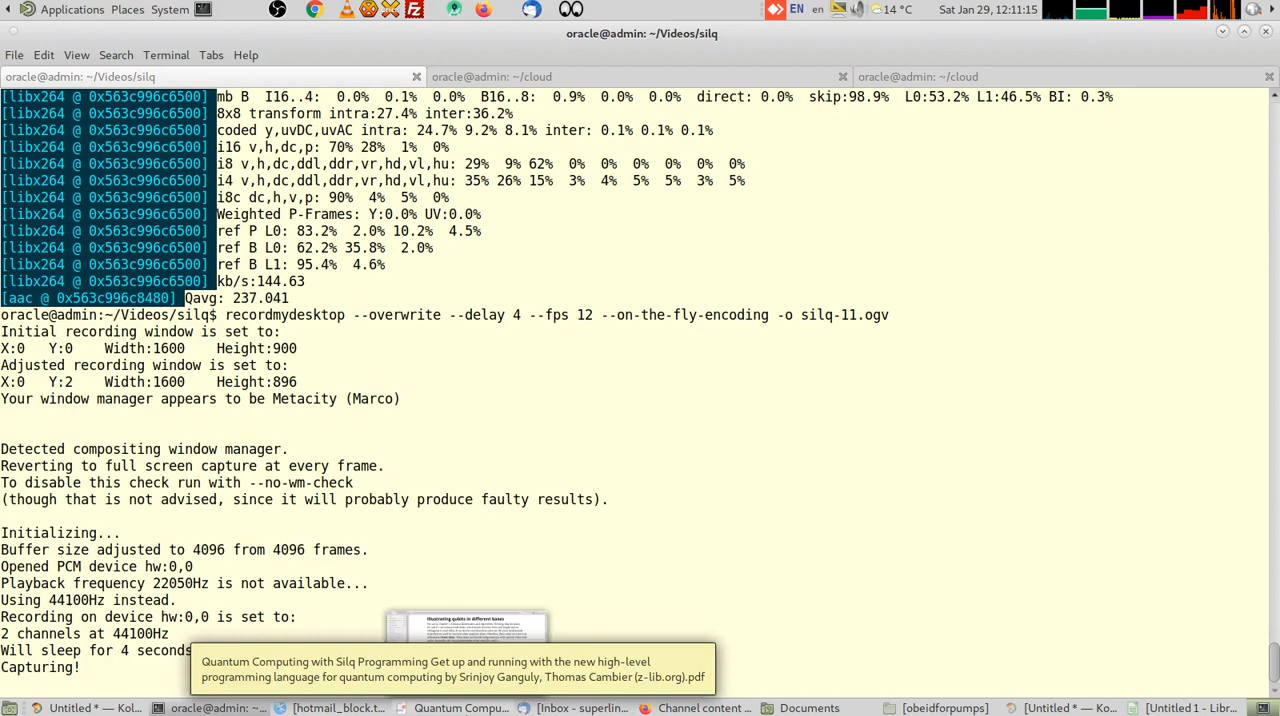 Applications Places System EN en 14 °C Sat Jan 29, 12:11:15
oracle@admin: ~/Videos/silq
File Edit View Search Terminal Tabs Help
oracle@admin: ~/Videos/silq oracle@admin: ~/cloud oracle@admin: ~/cloud
[libx264 @ 0x563c996c6500] mb B  I16..4:  0.0%  0.1%  0.0%  B16..8:  0.9%  0.0%  0.0%  direct: 0.0%  skip:98.9%  L0:53.2% L1:46.5% BI: 0.3%
[libx264 @ 0x563c996c6500] 8x8 transform intra:27.4% inter:36.2%
[libx264 @ 0x563c996c6500] coded y,uvDC,uvAC intra: 24.7% 9.2% 8.1% inter: 0.1% 0.1% 0.1%
[libx264 @ 0x563c996c6500] i16 v,h,dc,p: 70% 28%  1%  0%
[libx264 @ 0x563c996c6500] i8 v,h,dc,ddl,ddr,vr,hd,vl,hu: 29%  9% 62%  0%  0%  0%  0%  0%  0%
[libx264 @ 0x563c996c6500] i4 v,h,dc,ddl,ddr,vr,hd,vl,hu: 35% 26% 15%  3%  4%  5%  5%  3%  5%
[libx264 @ 0x563c996c6500] i8c dc,h,v,p: 90%  4%  5%  0%
[libx264 @ 0x563c996c6500] Weighted P-Frames: Y:0.0% UV:0.0%
[libx264 @ 0x563c996c6500] ref P L0: 83.2%  2.0% 10.2%  4.5%
[libx264 @ 0x563c996c6500] ref B L0: 62.2% 35.8%  2.0%
[libx264 @ 0x563c996c6500] ref B L1: 95.4%  4.6%
[libx264 @ 0x563c996c6500] kb/s:144.63
[aac @ 0x563c996c8480] Qavg: 237.041
oracle@admin:~/Videos/silq$ recordmydesktop --overwrite --delay 4 --fps 12 --on-the-fly-encoding -o silq-11.ogv
Initial recording window is set to:
X:0   Y:0    Width:1600    Height:900
Adjusted recording window is set to:
X:0   Y:2    Width:1600    Height:896
Your window manager appears to be Metacity (Marco)
Detected compositing window manager.
Reverting to full screen capture at every frame.
To disable this check run with --no-wm-check
(though that is not advised, since it will probably produce faulty results).
Initializing...
Buffer size adjusted to 4096 from 4096 frames.
Opened PCM device hw:0,0
Playback frequency 22050Hz is not available...
Using 44100Hz instead.
Recording on device hw:0,0 is set to:
2 channels at 44100Hz
Will sleep for 4 seconds
Capturing!
Illustrating qubits in different bases
Quantum Computing with Silq Programming Get up and running with the new high-level
programming language for quantum computing by Srinjoy Ganguly, Thomas Cambier (z-lib.org).pdf
Untitled * — Kol... oracle@admin: ~... [hotmail_block.t... Quantum Compu... [Inbox - superlin... Channel content ... Documents [obeidforpumps] [Untitled * — Ko... [Untitled 1 - Libr...